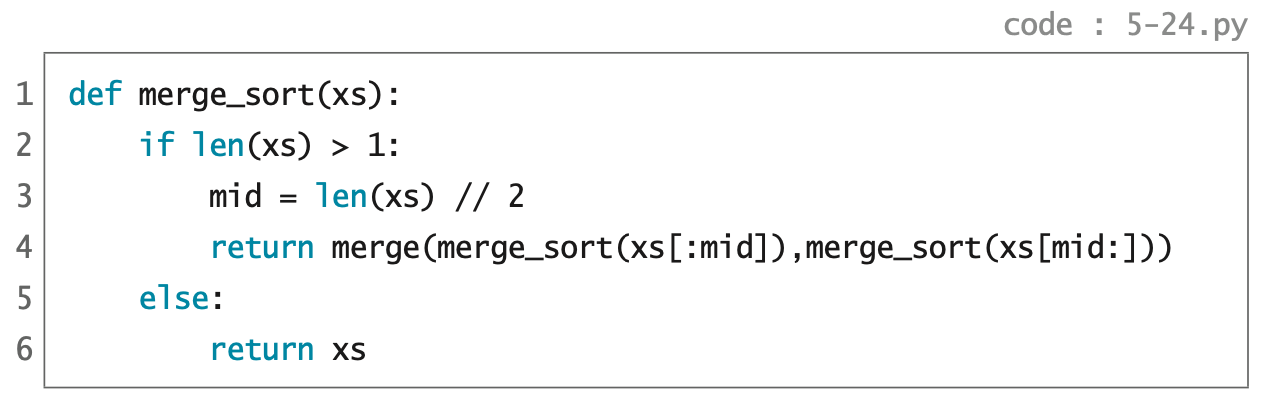 code : 5-24.py
1 def merge_sort(xs):
2     if len(xs) > 1:
3         mid = len(xs) // 2
4         return merge(merge_sort(xs[:mid]),merge_sort(xs[mid:]))
5     else:
6         return xs